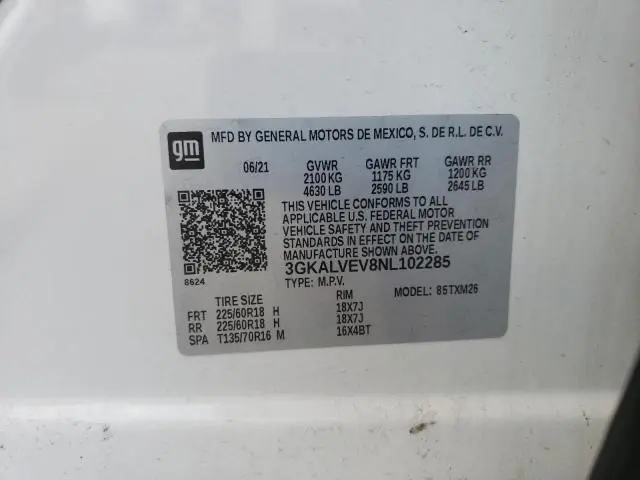 gm
MFD BY GENERAL MOTORS DE MEXICO, S. DE R.L. DE C.V.
06/21 GVWR GAWR FRT GAWR RR
2100 KG 1175 KG 1200 KG
4630 LB 2590 LB 2645 LB
THIS VEHICLE CONFORMS TO ALL
APPLICABLE U.S. FEDERAL MOTOR
VEHICLE SAFETY AND THEFT
PREVENTION STANDARDS IN EFFECT ON THE DATE OF
MANUFACTURE SHOWN ABOVE.
3GKALVEV8NL102285
8624
TYPE: M.P.V.
MODEL: 85TXM26
TIRE SIZE RIM
FRT 225/60R18 H 18X7J
RR 225/60R18 H 18X7J
SPA T135/70R16 M 16X4BT